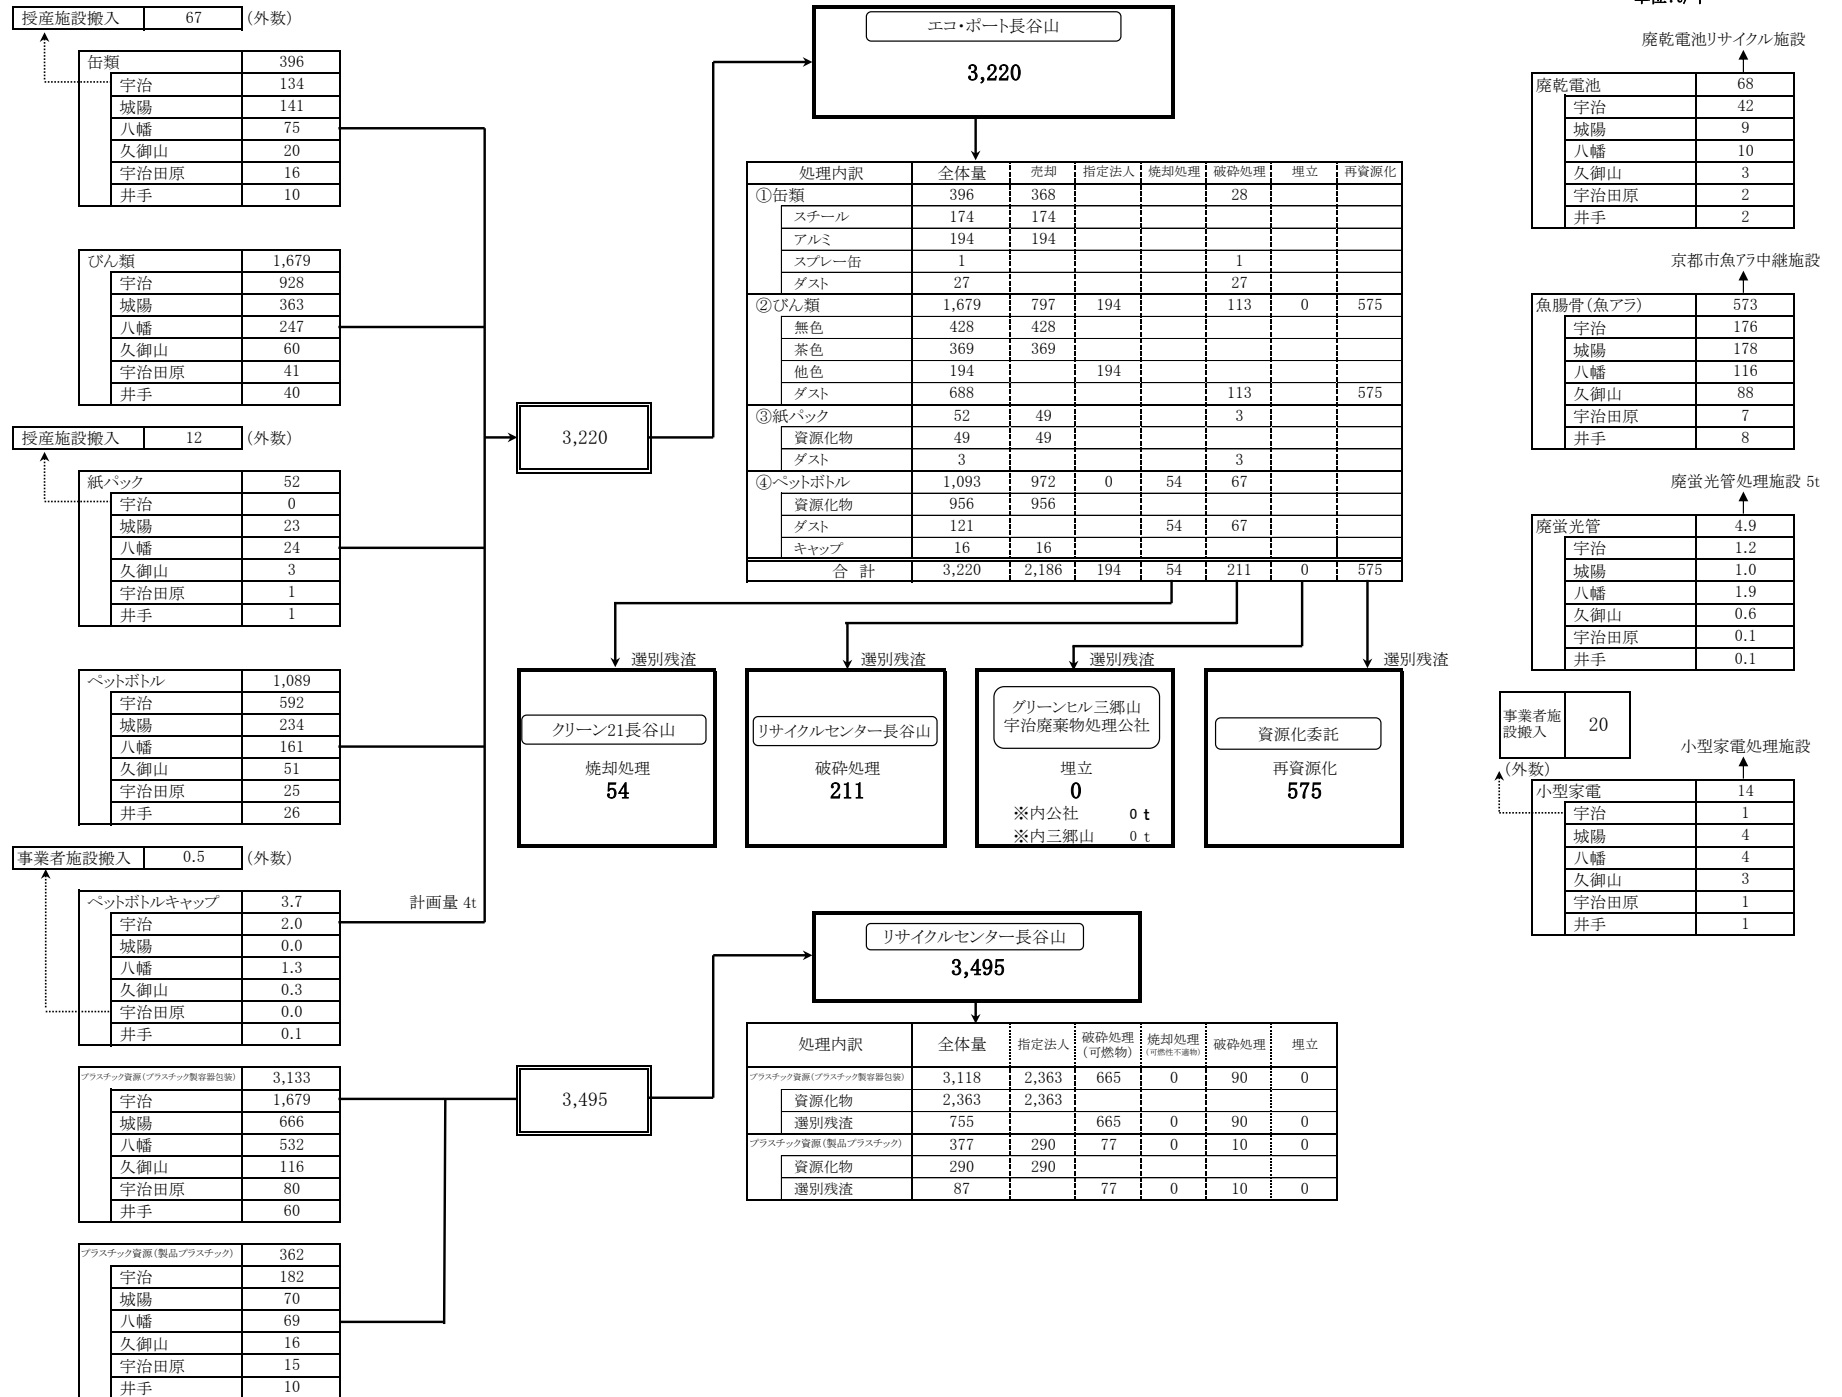 授産施設搬入 67 (外数)
缶類 396
宇治 134
城陽 141
八幡 75
久御山 20
宇治田原 16
井手 10
びん類 1,679
宇治 928
城陽 363
八幡 247
久御山 60
宇治田原 41
井手 40
授産施設搬入 12 (外数)
紙パック 52
宇治 0
城陽 23
八幡 24
久御山 3
宇治田原 1
井手 1
ペットボトル 1,089
宇治 592
城陽 234
八幡 161
久御山 51
宇治田原 25
井手 26
事業者施設搬入 0.5 (外数)
ペットボトルキャップ 3.7
宇治 2.0
城陽 0.0
八幡 1.3
久御山 0.3
宇治田原 0.0
井手 0.1
計画量 4t
プラスチック資源(プラスチック製容器包装) 3,133
宇治 1,679
城陽 666
八幡 532
久御山 116
宇治田原 80
井手 60
プラスチック資源(製品プラスチック) 362
宇治 182
城陽 70
八幡 69
久御山 16
宇治田原 15
井手 10
3,220
3,495
エコ・ポート長谷山
3,220
処理内訳 全体量 売却 指定法人 焼却処理 破砕処理 埋立 再資源化
①缶類 396 368 28
スチール 174 174
アルミ 194 194
スプレー缶 1 1
ダスト 27 27
②びん類 1,679 797 194 113 0 575
無色 428 428
茶色 369 369
他色 194 194
ダスト 688 113 575
③紙パック 52 49 3
資源化物 49 49
ダスト 3 3
④ペットボトル 1,093 972 0 54 67
資源化物 956 956
ダスト 121 54 67
キャップ 16 16
合 計 3,220 2,186 194 54 211 0 575
選別残渣
クリーン21長谷山
焼却処理
54
選別残渣
リサイクルセンター長谷山
破砕処理
211
選別残渣
グリーンヒル三郷山
宇治廃棄物処理公社
埋立
0
※内公社 0 t
※内三郷山 0 t
選別残渣
資源化委託
再資源化
575
リサイクルセンター長谷山
3,495
処理内訳 全体量 指定法人 破砕処理(可燃物) 焼却処理(可燃性不適物) 破砕処理 埋立
プラスチック資源(プラスチック製容器包装) 3,118 2,363 665 0 90 0
資源化物 2,363 2,363
選別残渣 755 665 0 90 0
プラスチック資源(製品プラスチック) 377 290 77 0 10 0
資源化物 290 290
選別残渣 87 77 0 10 0
廃乾電池リサイクル施設
廃乾電池 68
宇治 42
城陽 9
八幡 10
久御山 3
宇治田原 2
井手 2
京都市魚アラ中継施設
魚腸骨(魚アラ) 573
宇治 176
城陽 178
八幡 116
久御山 88
宇治田原 7
井手 8
廃蛍光管処理施設 5t
廃蛍光管 4.9
宇治 1.2
城陽 1.0
八幡 1.9
久御山 0.6
宇治田原 0.1
井手 0.1
事業者施設搬入 20
(外数)
小型家電処理施設
小型家電 14
宇治 1
城陽 4
八幡 4
久御山 3
宇治田原 1
井手 1